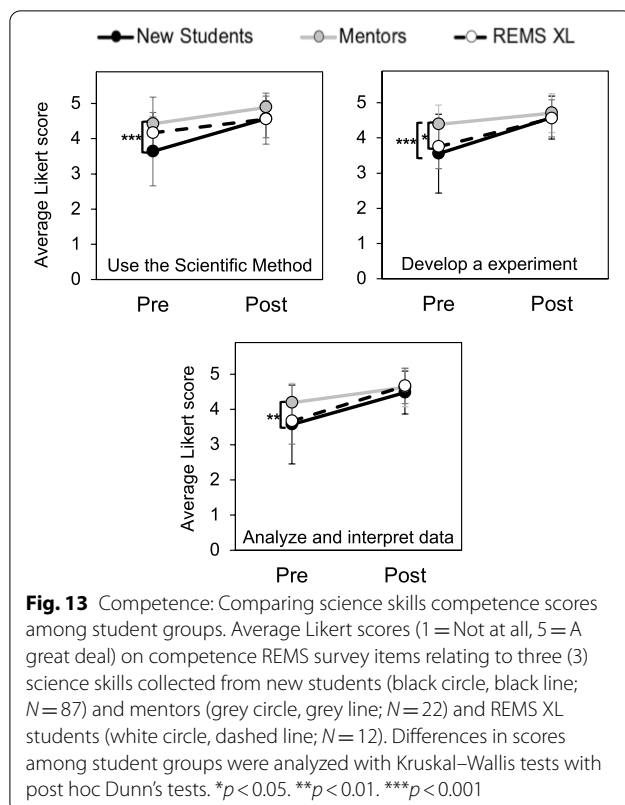 New Students Mentors REMS XL
Average Likert score
5
4
3
2
1
0
***
Use the Scientific Method
Pre Post
Average Likert score
5
4
3
2
1
0
*** *
Develop a experiment
Pre Post
Average Likert score
5
4
3
2
1
0
**
Analyze and interpret data
Pre Post
Fig. 13 Competence: Comparing science skills competence scores
among student groups. Average Likert scores (1 = Not at all, 5 = A
great deal) on competence REMS survey items relating to three (3)
science skills collected from new students (black circle, black line;
N = 87) and mentors (grey circle, grey line; N = 22) and REMS XL
students (white circle, dashed line; N = 12). Differences in scores
among student groups were analyzed with Kruskal–Wallis tests with
post hoc Dunn's tests. *p < 0.05. **p < 0.01. ***p < 0.001